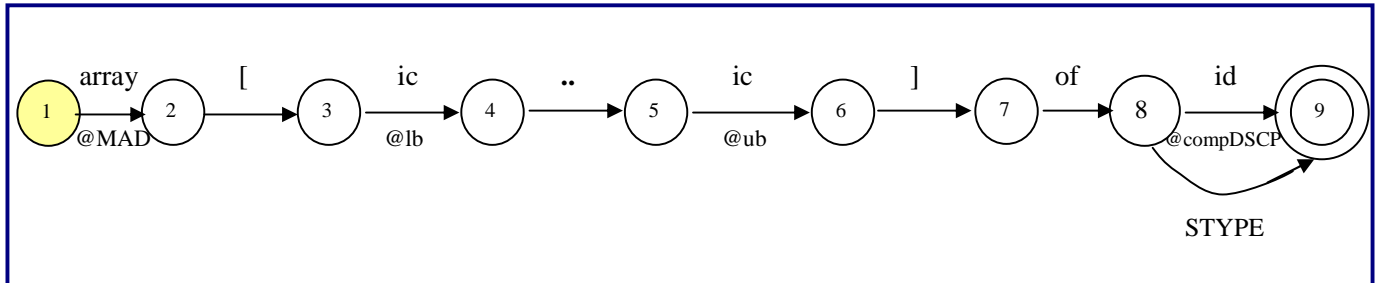 array [ ic .. ic ] of id
1 2 3 4 5 6 7 8 9
@MAD @lb @ub @compDSCP
STYPE